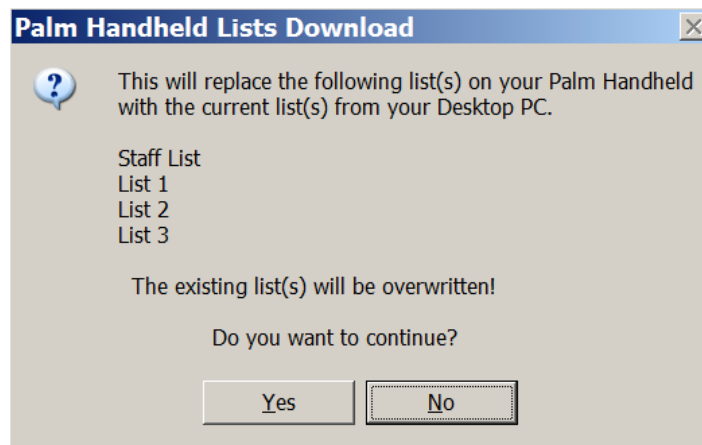 Palm Handheld Lists Download
This will replace the following list(s) on your Palm Handheld
with the current list(s) from your Desktop PC.
Staff List
List 1
List 2
List 3
The existing list(s) will be overwritten!
Do you want to continue?
Yes
No